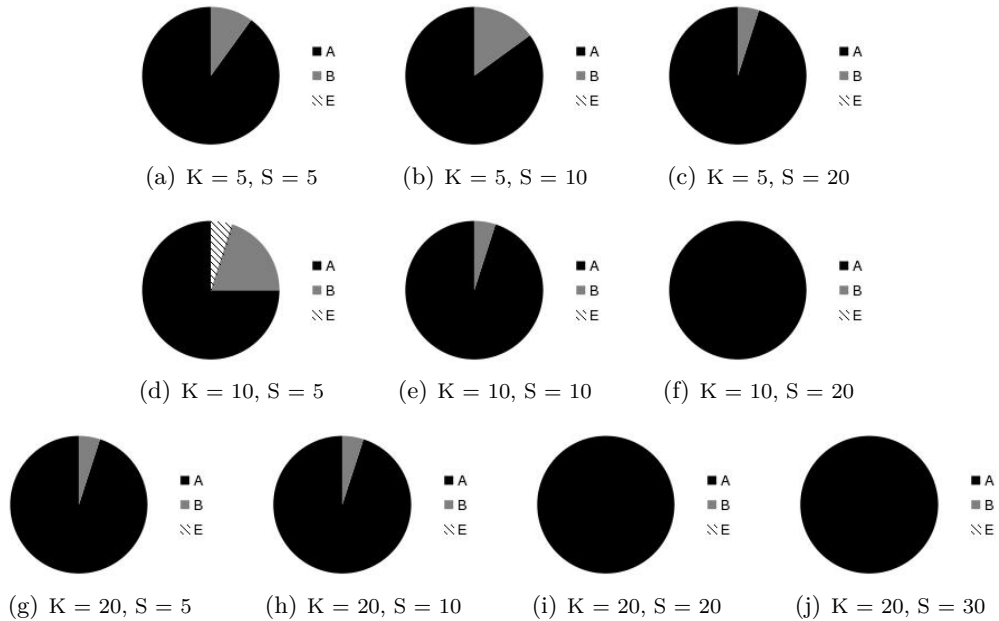 A
B
E
A
B
E
A
B
E
(a) K = 5, S = 5
(b) K = 5, S = 10
(c) K = 5, S = 20
A
B
E
A
B
E
A
B
E
(d) K = 10, S = 5
(e) K = 10, S = 10
(f) K = 10, S = 20
A
B
E
A
B
E
A
B
E
A
B
E
(g) K = 20, S = 5
(h) K = 20, S = 10
(i) K = 20, S = 20
(j) K = 20, S = 30